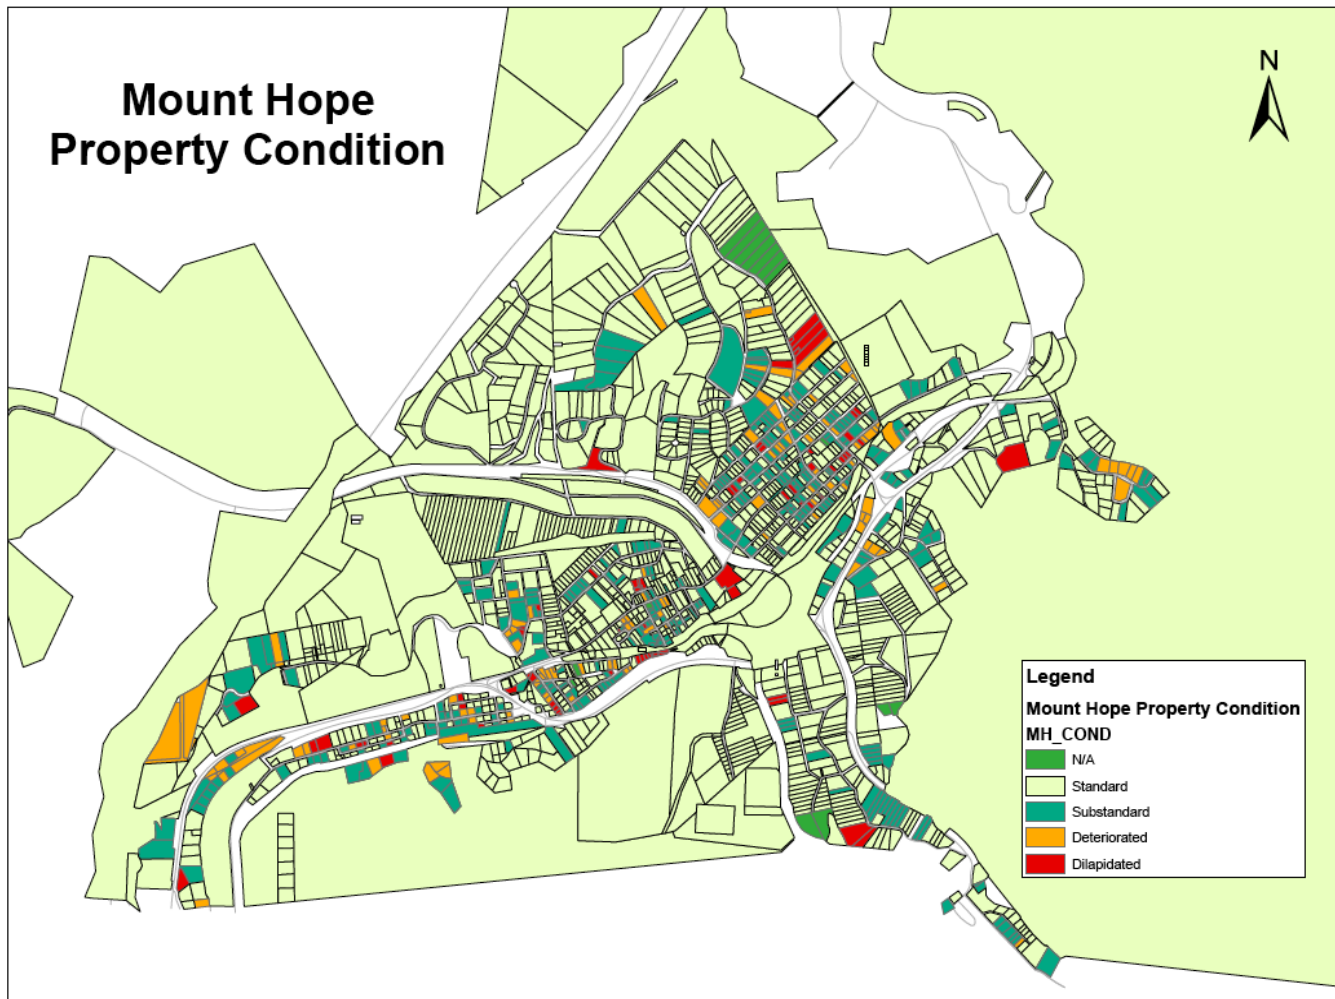 Mount Hope
Property Condition
N
Legend
Mount Hope Property Condition
MH_COND
N/A
Standard
Substandard
Deteriorated
Dilapidated